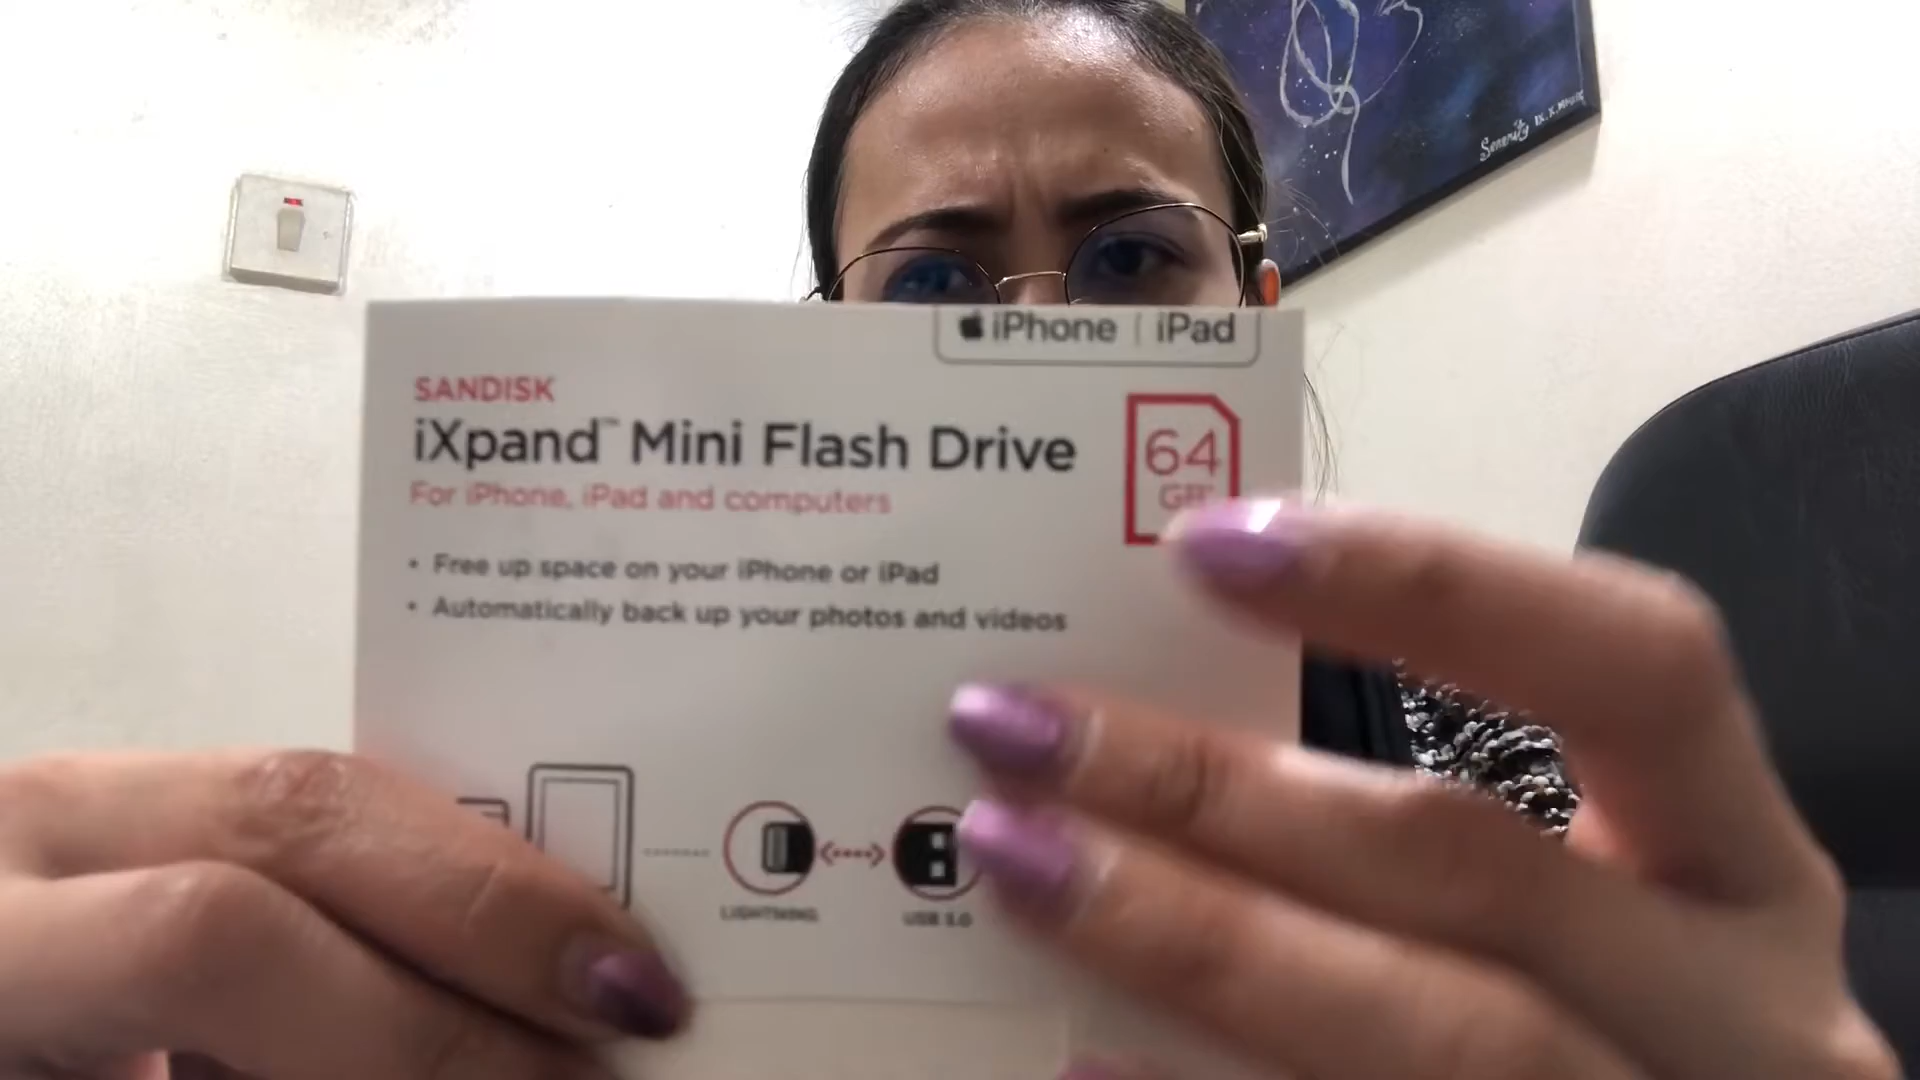 Serenity
iPhone | iPad
SANDISK
iXpand™ Mini Flash Drive
64
GB*
For iPhone, iPad and computers
• Free up space on your iPhone or iPad
• Automatically back up your photos and videos
LIGHTNING
USB 3.0